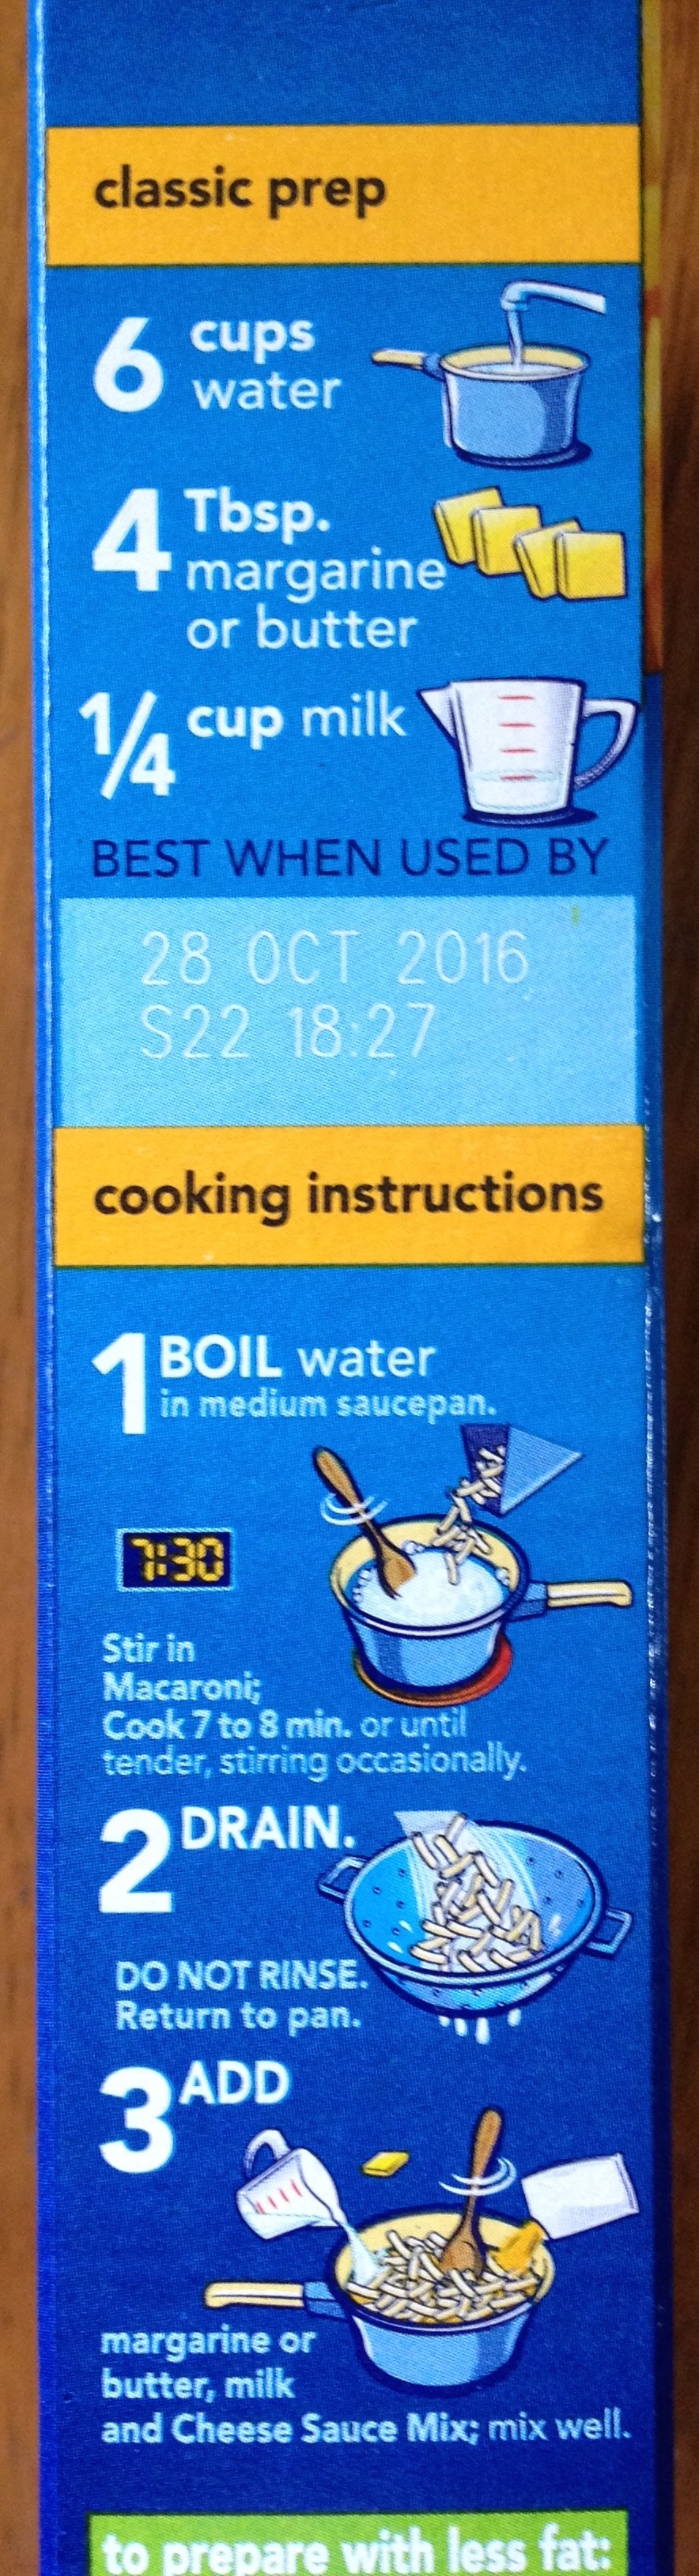 classic prep
6 cups
water
4 Tbsp.
margarine
or butter
1/4 cup milk
BEST WHEN USED BY
28 OCT 2016
S22 18:27
cooking instructions
1 BOIL water
in medium saucepan.
7:30
Stir in
Macaroni;
Cook 7 to 8 min. or until
tender, stirring occasionally.
2 DRAIN.
DO NOT RINSE.
Return to pan.
3 ADD
margarine or
butter, milk
and Cheese Sauce Mix; mix well.
to prepare with less fat: